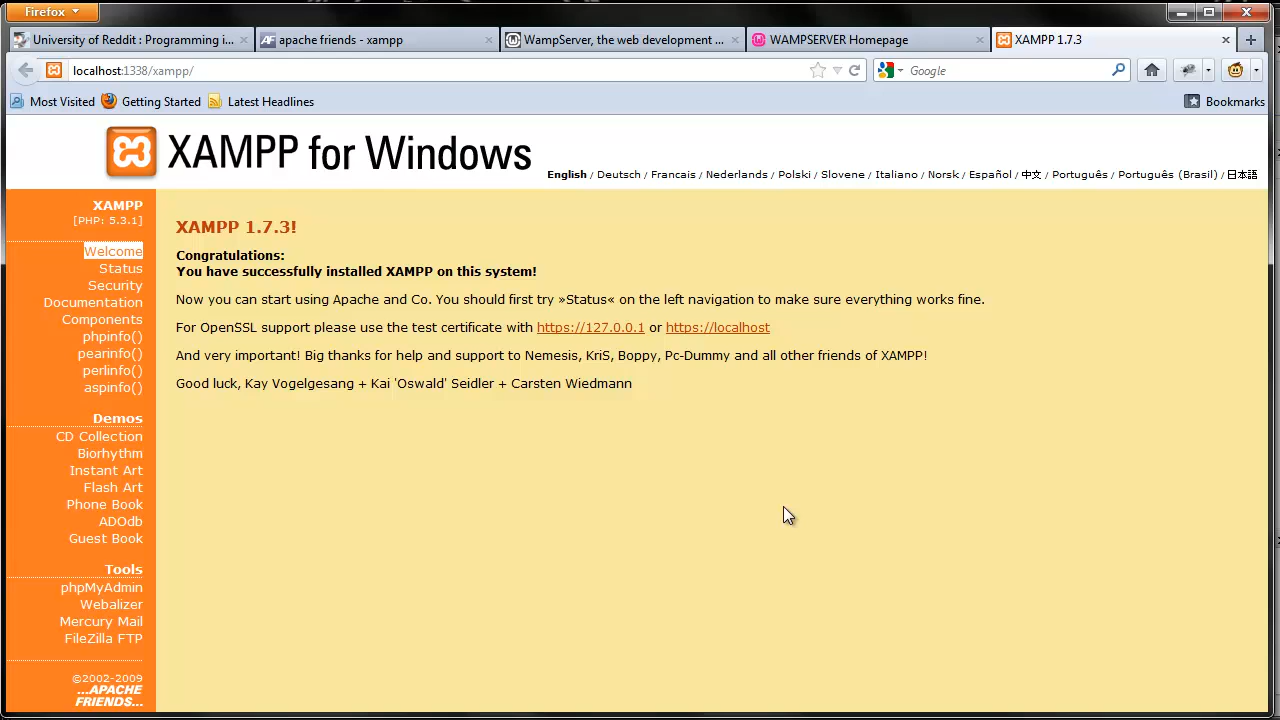 Firefox
University of Reddit : Programming i...
apache friends - xampp
WampServer, the web development ...
WAMPSERVER Homepage
XAMPP 1.7.3
localhost:1338/xampp/
Google
Most Visited
Getting Started
Latest Headlines
Bookmarks
XAMPP for Windows
English / Deutsch / Francais / Nederlands / Polski / Slovene / Italiano / Norsk / Español / 中文 / Português / Português (Brasil) / 日本語
XAMPP
[PHP: 5.3.1]
Welcome
Status
Security
Documentation
Components
phpinfo()
pearinfo()
perlinfo()
aspinfo()
Demos
CD Collection
Biorhythm
Instant Art
Flash Art
Phone Book
ADOdb
Guest Book
Tools
phpMyAdmin
Webalizer
Mercury Mail
FileZilla FTP
©2002-2009
...APACHE
FRIENDS...
XAMPP 1.7.3!
Congratulations:
You have successfully installed XAMPP on this system!
Now you can start using Apache and Co. You should first try »Status« on the left navigation to make sure everything works fine.
For OpenSSL support please use the test certificate with https://127.0.0.1 or https://localhost
And very important! Big thanks for help and support to Nemesis, KriS, Boppy, Pc-Dummy and all other friends of XAMPP!
Good luck, Kay Vogelgesang + Kai 'Oswald' Seidler + Carsten Wiedmann